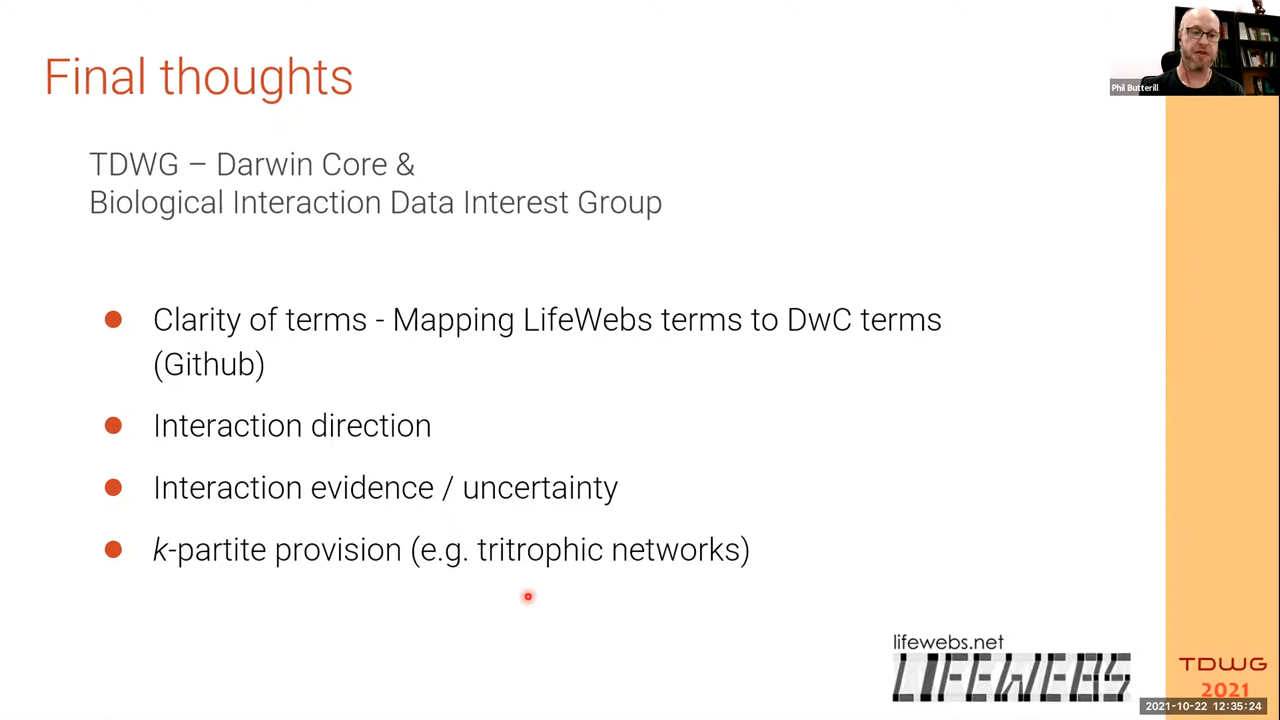 Final thoughts
Phil Butterill
TDWG – Darwin Core &
Biological Interaction Data Interest Group
Clarity of terms - Mapping LifeWebs terms to DwC terms
(Github)
Interaction direction
Interaction evidence / uncertainty
k-partite provision (e.g. tritrophic networks)
lifewebs.net
LIFEWEBS
TDWG
2021
2021-10-22 12:35:24